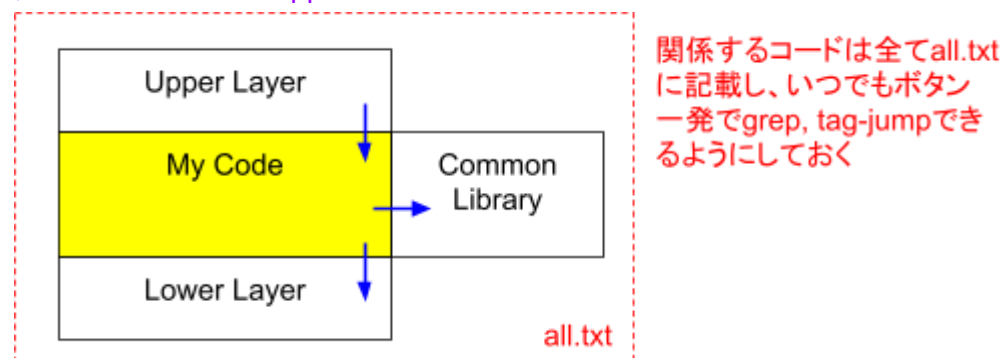 Upper Layer
My Code
Common
Library
Lower Layer
all.txt
関係するコードは全てall.txt
に記載し、いつでもボタン
一発でgrep, tag-jumpでき
るようにしておく